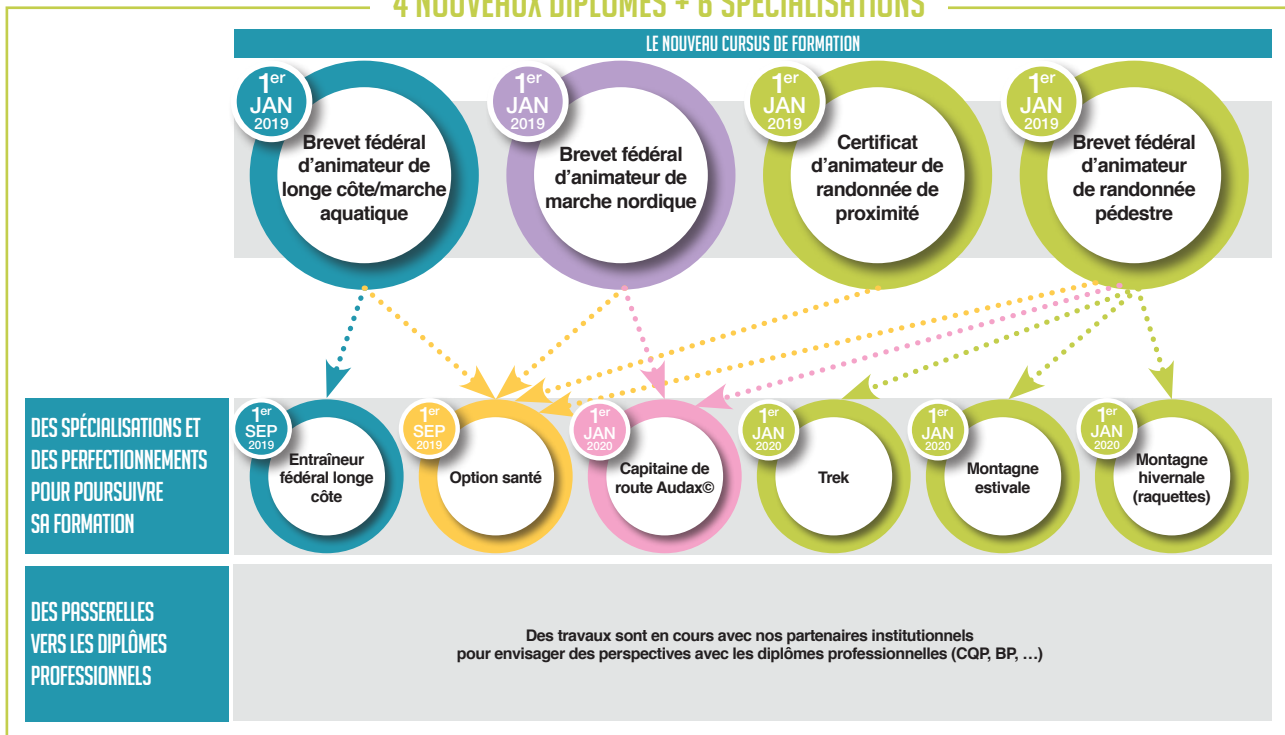 4 NOUVEAUX DIPLÔMES + 6 SPÉCIALISATIONS
LE NOUVEAU CURSUS DE FORMATION
1er
JAN
2019
Brevet fédéral
d'animateur de
longe côte/marche
aquatique
1er
JAN
2019
Brevet fédéral
d'animateur de
marche nordique
1er
JAN
2019
Certificat
d'animateur de
randonnée de
proximité
1er
JAN
2019
Brevet fédéral
d'animateur
de randonnée
pédestre
DES SPÉCIALISATIONS ET
DES PERFECTIONNEMENTS
POUR POURSUIVRE
SA FORMATION
1er
SEP
2019
Entraîneur
fédéral longe
côte
1er
SEP
2019
Option santé
1er
JAN
2020
Capitaine de
route Audax©
1er
JAN
2020
Trek
1er
JAN
2020
Montagne
estivale
1er
JAN
2020
Montagne
hivernale
(raquettes)
DES PASSERELLES
VERS LES DIPLÔMES
PROFESSIONNELS
Des travaux sont en cours avec nos partenaires institutionnels
pour envisager des perspectives avec les diplômes professionnelles (CQP, BP, …)